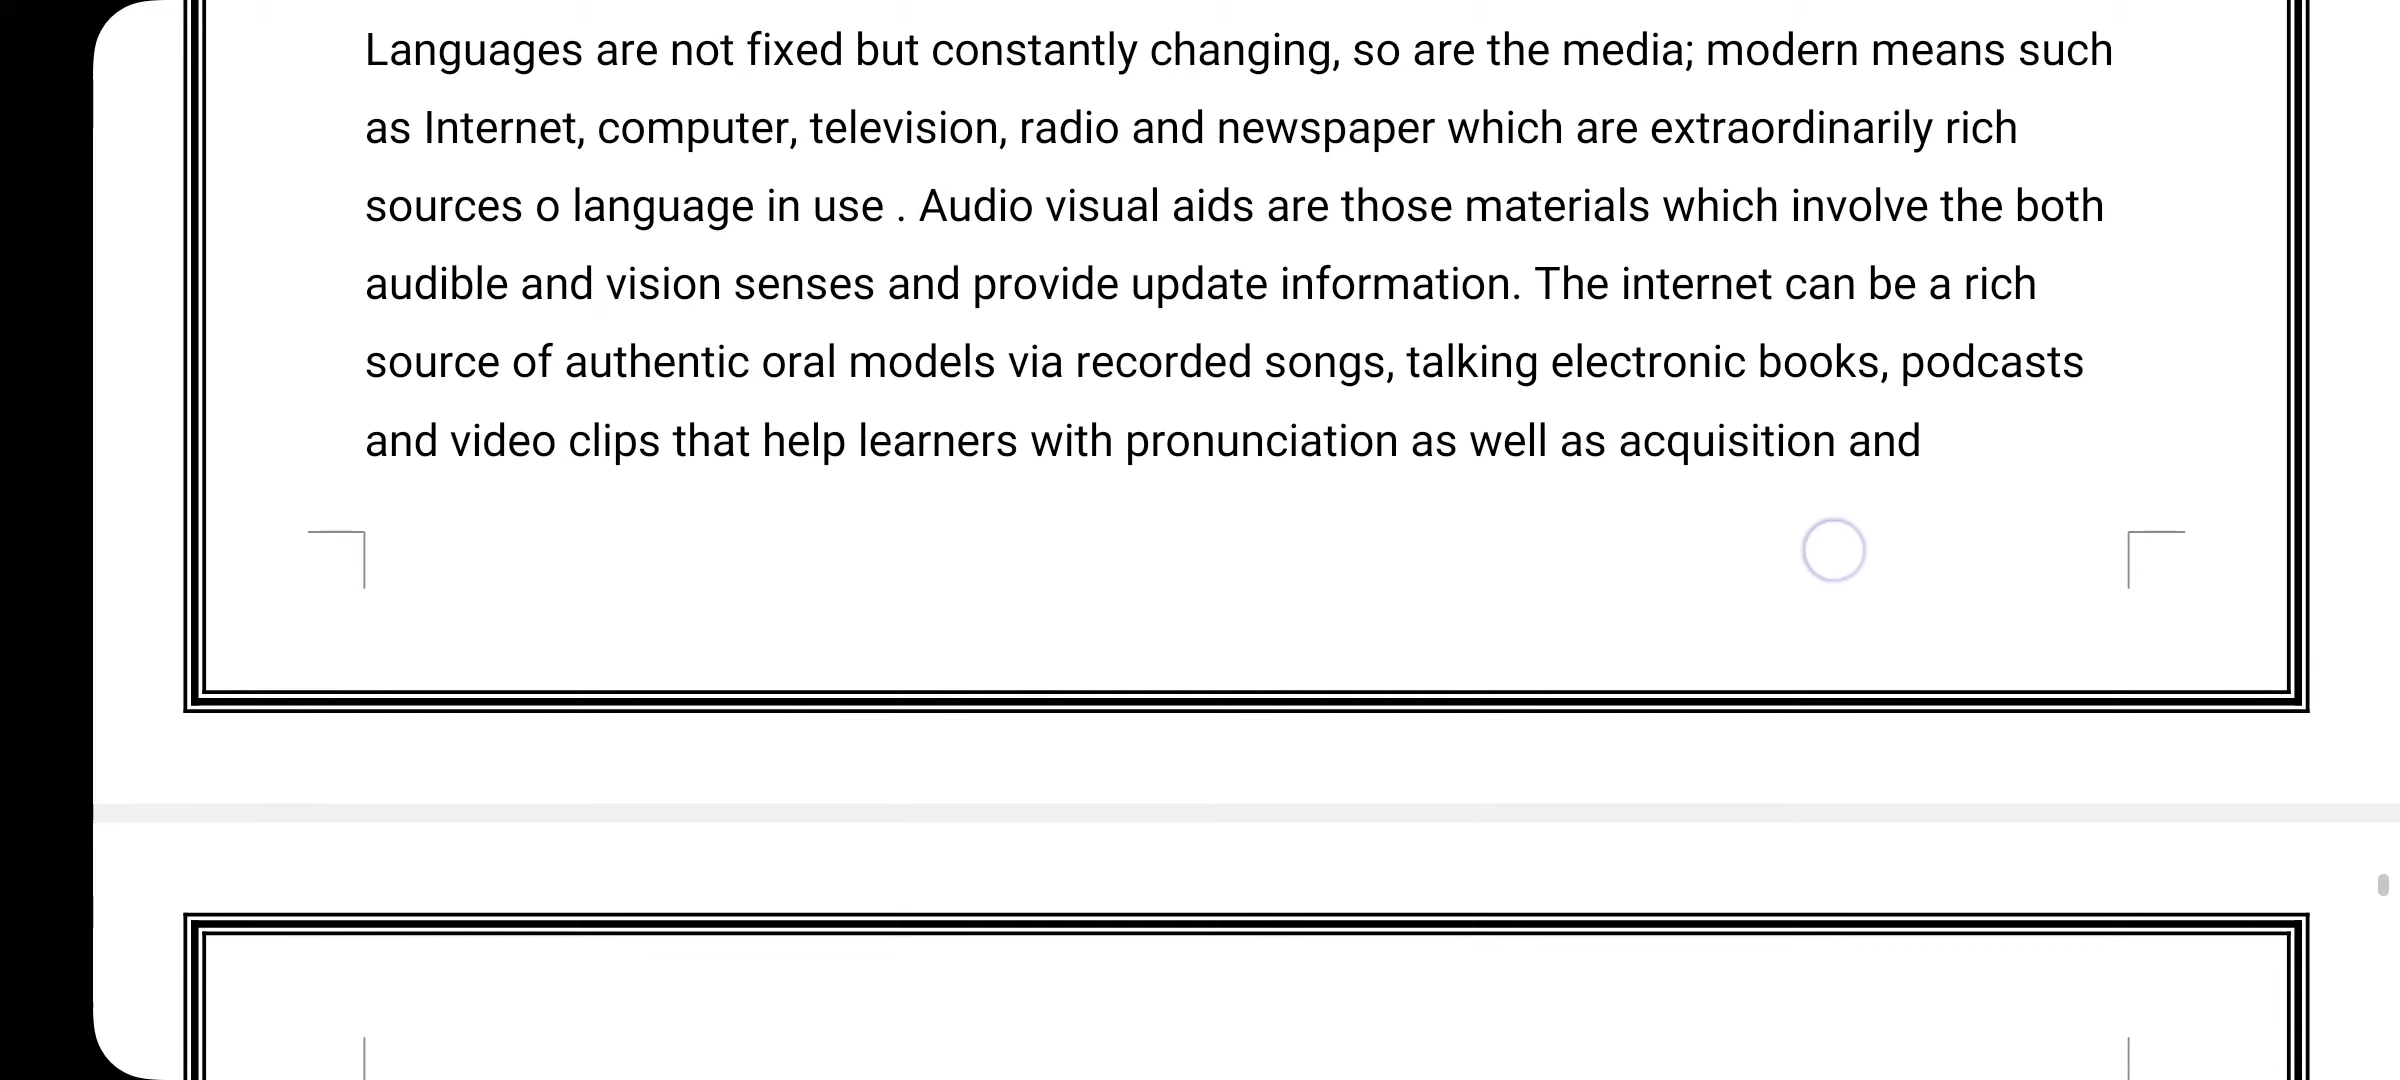 Languages are not fixed but constantly changing, so are the media; modern means such
as Internet, computer, television, radio and newspaper which are extraordinarily rich
sources o language in use . Audio visual aids are those materials which involve the both
audible and vision senses and provide update information. The internet can be a rich
source of authentic oral models via recorded songs, talking electronic books, podcasts
and video clips that help learners with pronunciation as well as acquisition and